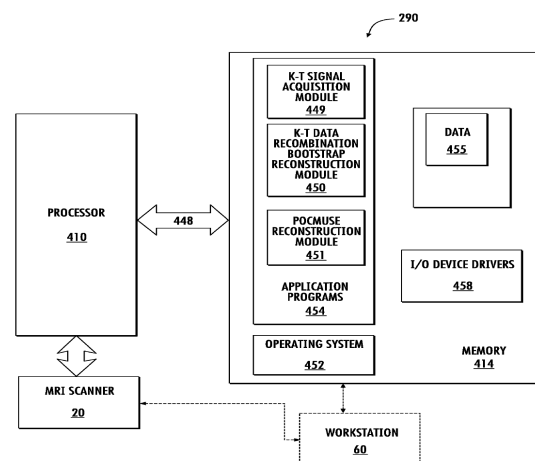 290
K-T SIGNAL
ACQUISITION
MODULE
449
K-T DATA
RECOMBINATION
BOOTSTRAP
RECONSTRUCTION
MODULE
450
DATA
455
PROCESSOR
410
448
POCMUSE
RECONSTRUCTION
MODULE
451
I/O DEVICE DRIVERS
458
APPLICATION
PROGRAMS
454
OPERATING SYSTEM
452
MEMORY
414
MRI SCANNER
20
WORKSTATION
60